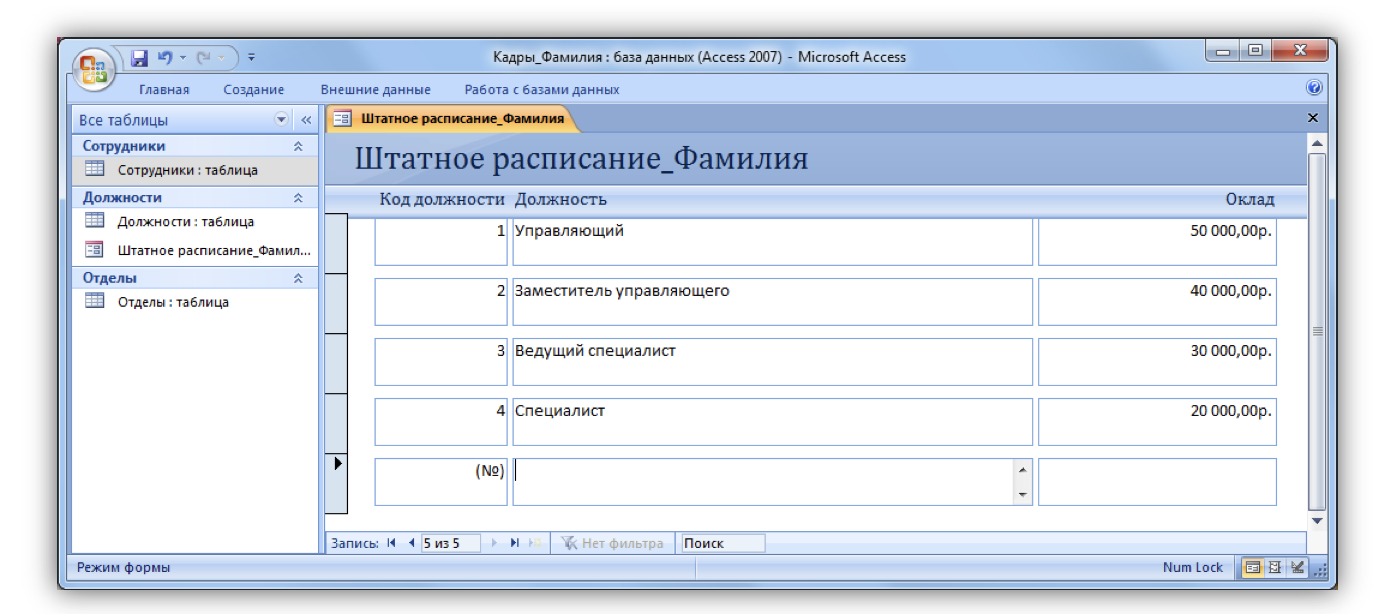 Кадры_Фамилия : база данных (Access 2007) - Microsoft Access
Главная Создание Внешние данные Работа с базами данных
Все таблицы
Штатное расписание_Фамилия
Сотрудники
Сотрудники : таблица
Должности
Должности : таблица
Штатное расписание_Фамил...
Отделы
Отделы : таблица
Штатное расписание_Фамилия
Код должности Должность Оклад
1 Управляющий 50 000,00р.
2 Заместитель управляющего 40 000,00р.
3 Ведущий специалист 30 000,00р.
4 Специалист 20 000,00р.
(№)
Запись: 5 из 5 Нет фильтра Поиск
Режим формы Num Lock